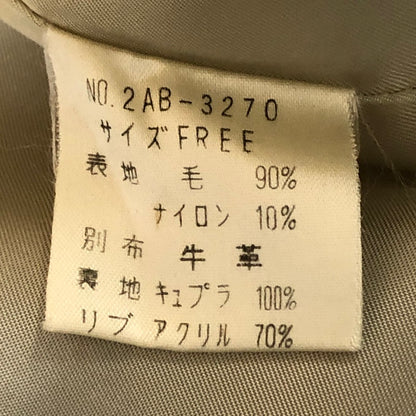 NO.2AB-3270
サイズFREE
表地 毛 90%
ナイロン 10%
別布 牛革
裏地 キュプラ 100%
リブ アクリル 70%